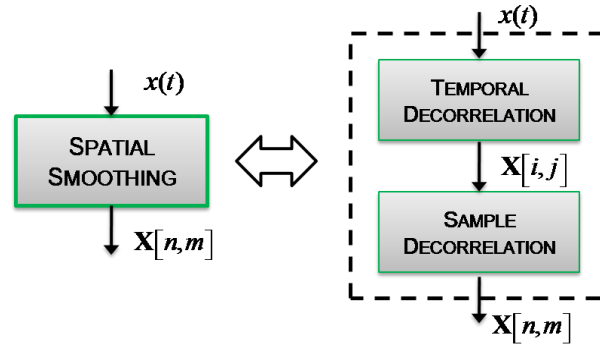 x(t)
SPATIAL
SMOOTHING
X[n,m]
x(t)
TEMPORAL
DECORRELATION
X[i,j]
SAMPLE
DECORRELATION
X[n,m]